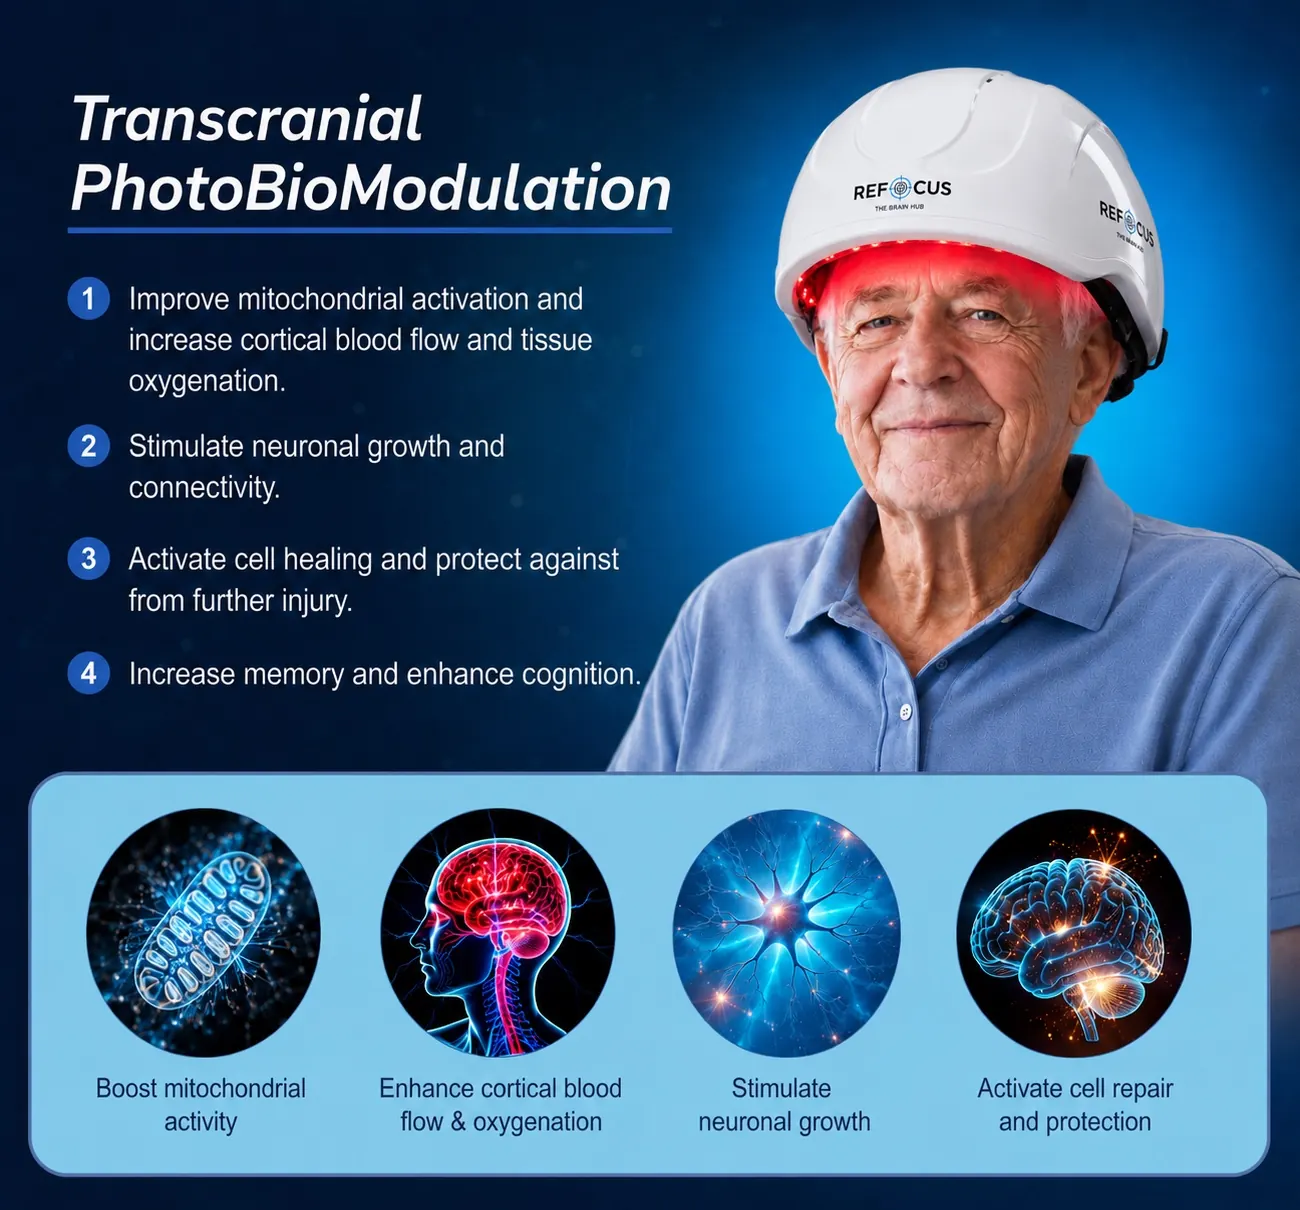 Transcranial
PhotoBioModulation
1 Improve mitochondrial activation and
increase cortical blood flow and tissue
oxygenation.
2 Stimulate neuronal growth and
connectivity.
3 Activate cell healing and protect against
from further injury.
4 Increase memory and enhance cognition.
REFOCUS
THE BRAIN HUB
REFOCUS
Boost mitochondrial
activity
Enhance cortical blood
flow & oxygenation
Stimulate
neuronal growth
Activate cell repair
and protection